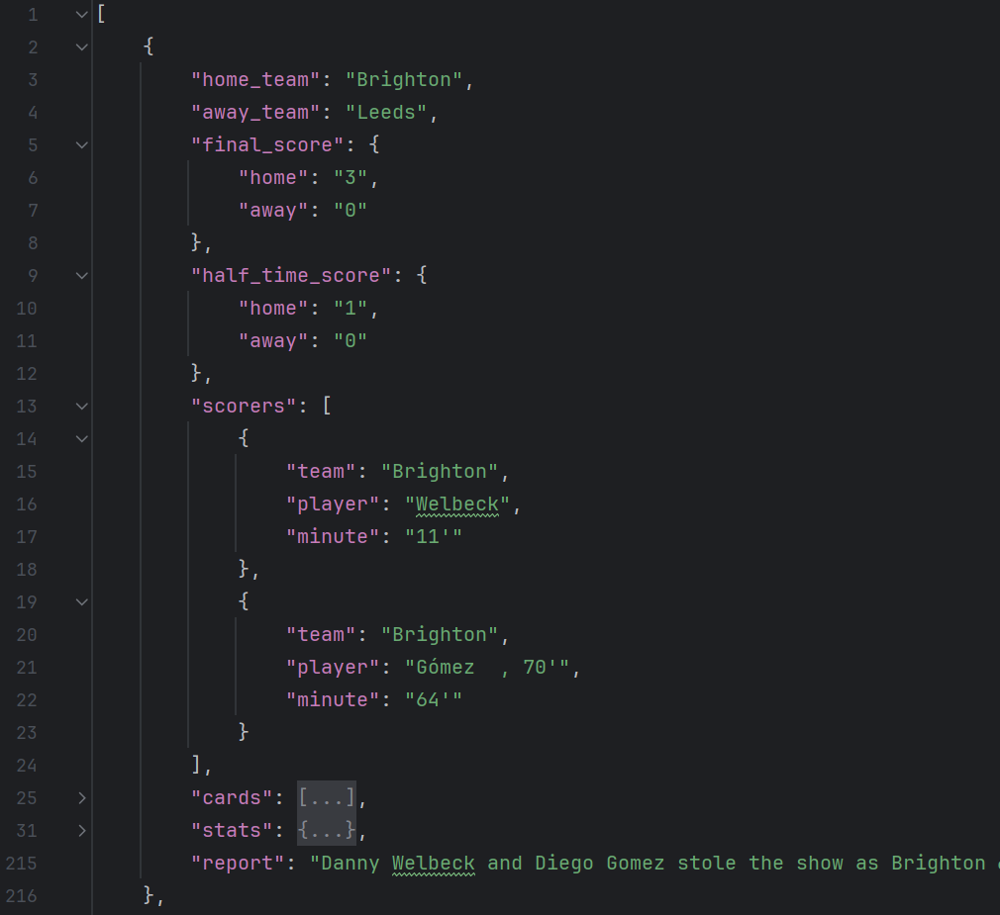 1 [
2 {
3 "home_team": "Brighton",
4 "away_team": "Leeds",
5 "final_score": {
6 "home": "3",
7 "away": "0"
8 },
9 "half_time_score": {
10 "home": "1",
11 "away": "0"
12 },
13 "scorers": [
14 {
15 "team": "Brighton",
16 "player": "Welbeck",
17 "minute": "11'"
18 },
19 {
20 "team": "Brighton",
21 "player": "Gómez  , 70'",
22 "minute": "64'"
23 }
24 ],
25 "cards": [...],
31 "stats": {...},
215 "report": "Danny Welbeck and Diego Gomez stole the show as Brighton
216 },